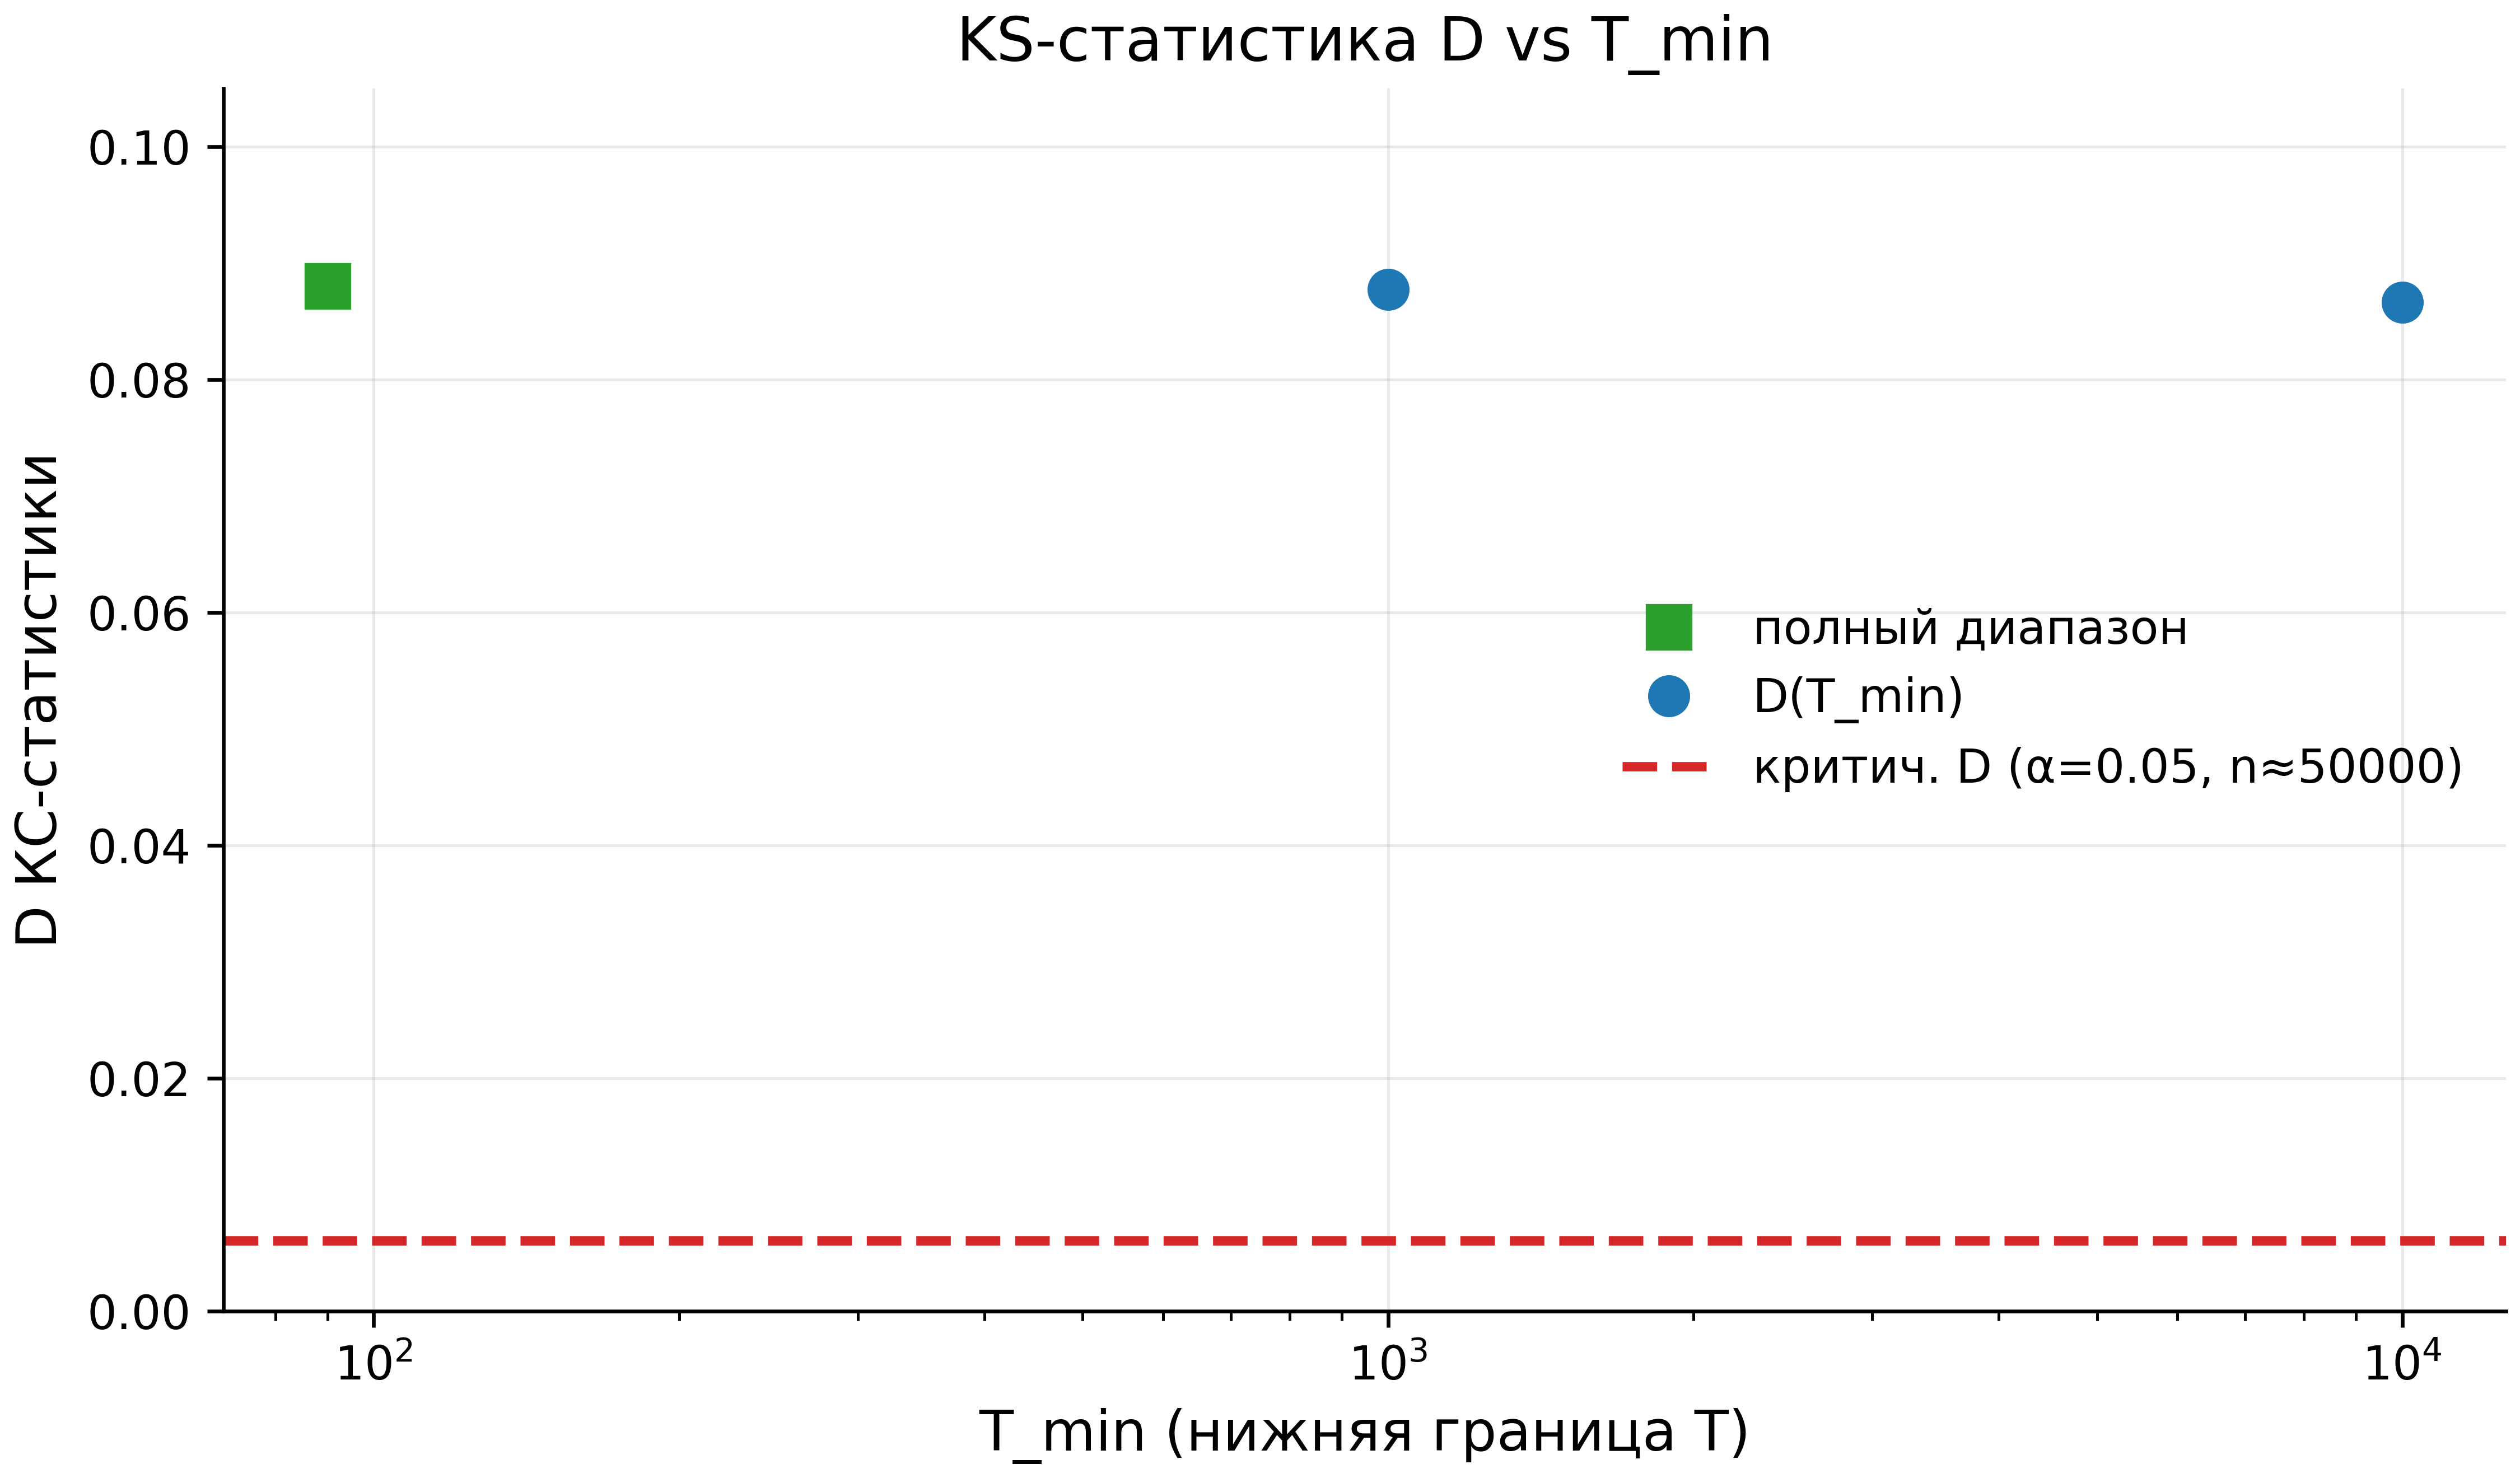 KS-статистика D vs T_min
D КС-статистики
0.10
0.08
0.06
0.04
0.02
0.00
полный диапазон
D(T_min)
критич. D (α=0.05, n≈50000)
10² 10³ 10⁴
T_min (нижняя граница T)